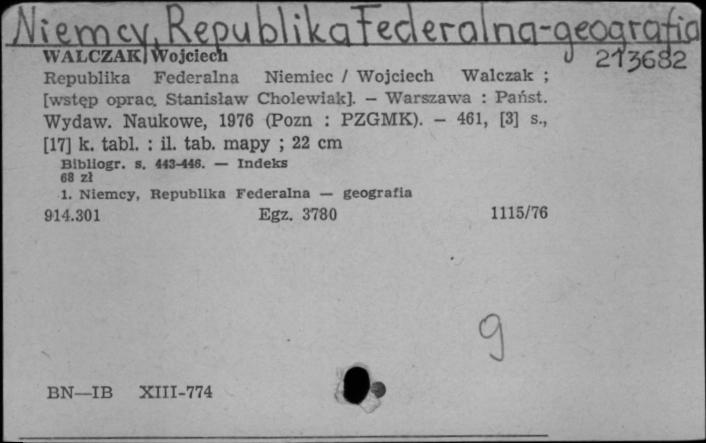 Niemcy, Republika Federalna-geografia
WALCZAK Wojciech 213682
Republika Federalna Niemiec / Wojciech Walczak ;
[wstęp oprac. Stanisław Cholewiak]. — Warszawa : Państ.
Wydaw. Naukowe, 1976 (Pozn : PZGMK). — 461, [3] s.,
[17] k. tabl. : il. tab. mapy ; 22 cm
Bibliogr. s. 443-446. — Indeks
68 zł
1. Niemcy, Republika Federalna — geografia
914.301 Egz. 3780 1115/76
g
BN—IB XIII-774